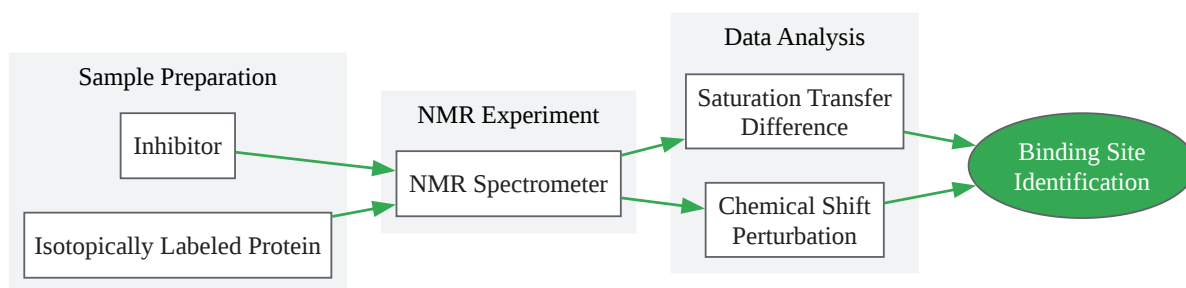 Sample Preparation
Inhibitor
Isotopically Labeled Protein
NMR Experiment
NMR Spectrometer
Data Analysis
Saturation Transfer
Difference
Chemical Shift
Perturbation
Binding Site
Identification